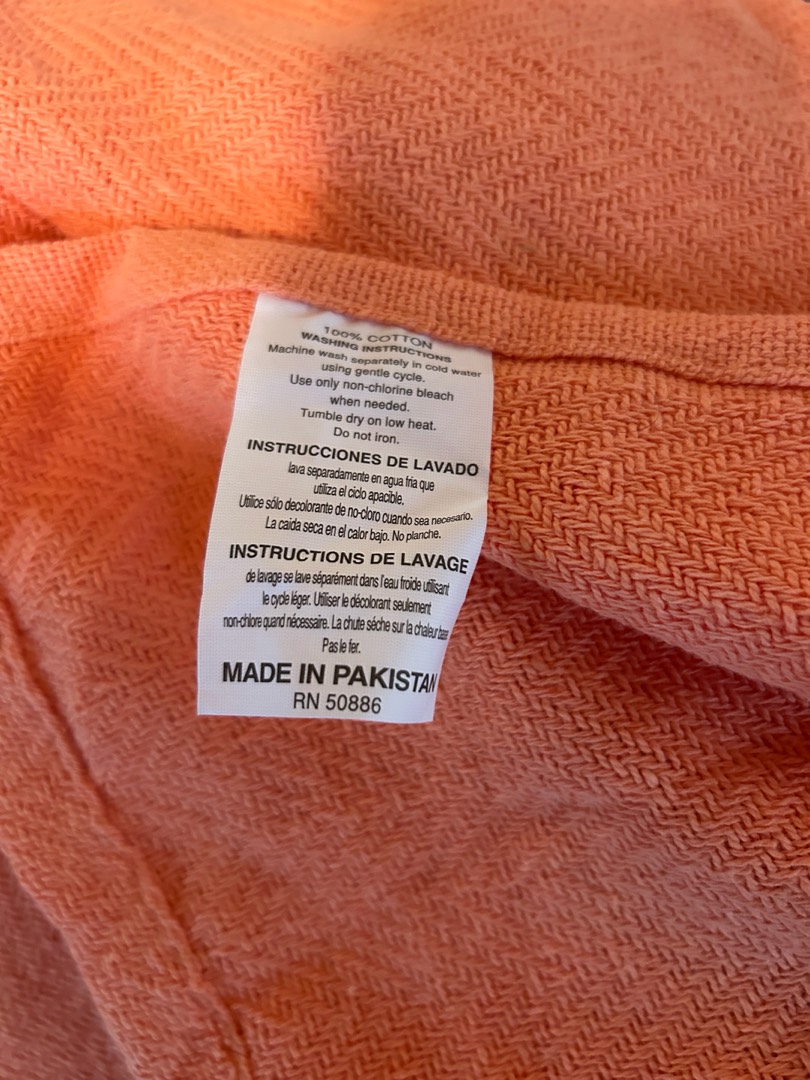 100% COTTON
WASHING INSTRUCTIONS
Machine wash separately in cold water
using gentle cycle.
Use only non-chlorine bleach
when needed.
Tumble dry on low heat.
Do not iron.
INSTRUCCIONES DE LAVADO
lava separadamente en agua fria que
utiliza el ciclo apacible.
Utilice sólo decolorante de no-cloro cuando sea necesario.
La caida seca en el calor bajo. No planche.
INSTRUCTIONS DE LAVAGE
de lavage se lave séparément dans l'eau froide utilisant
le cycle léger. Utiliser le décolorant seulement
non-chlore quand nécessaire. La chute séche sur la chaleur base
Pas le fer.
MADE IN PAKISTAN
RN 50886